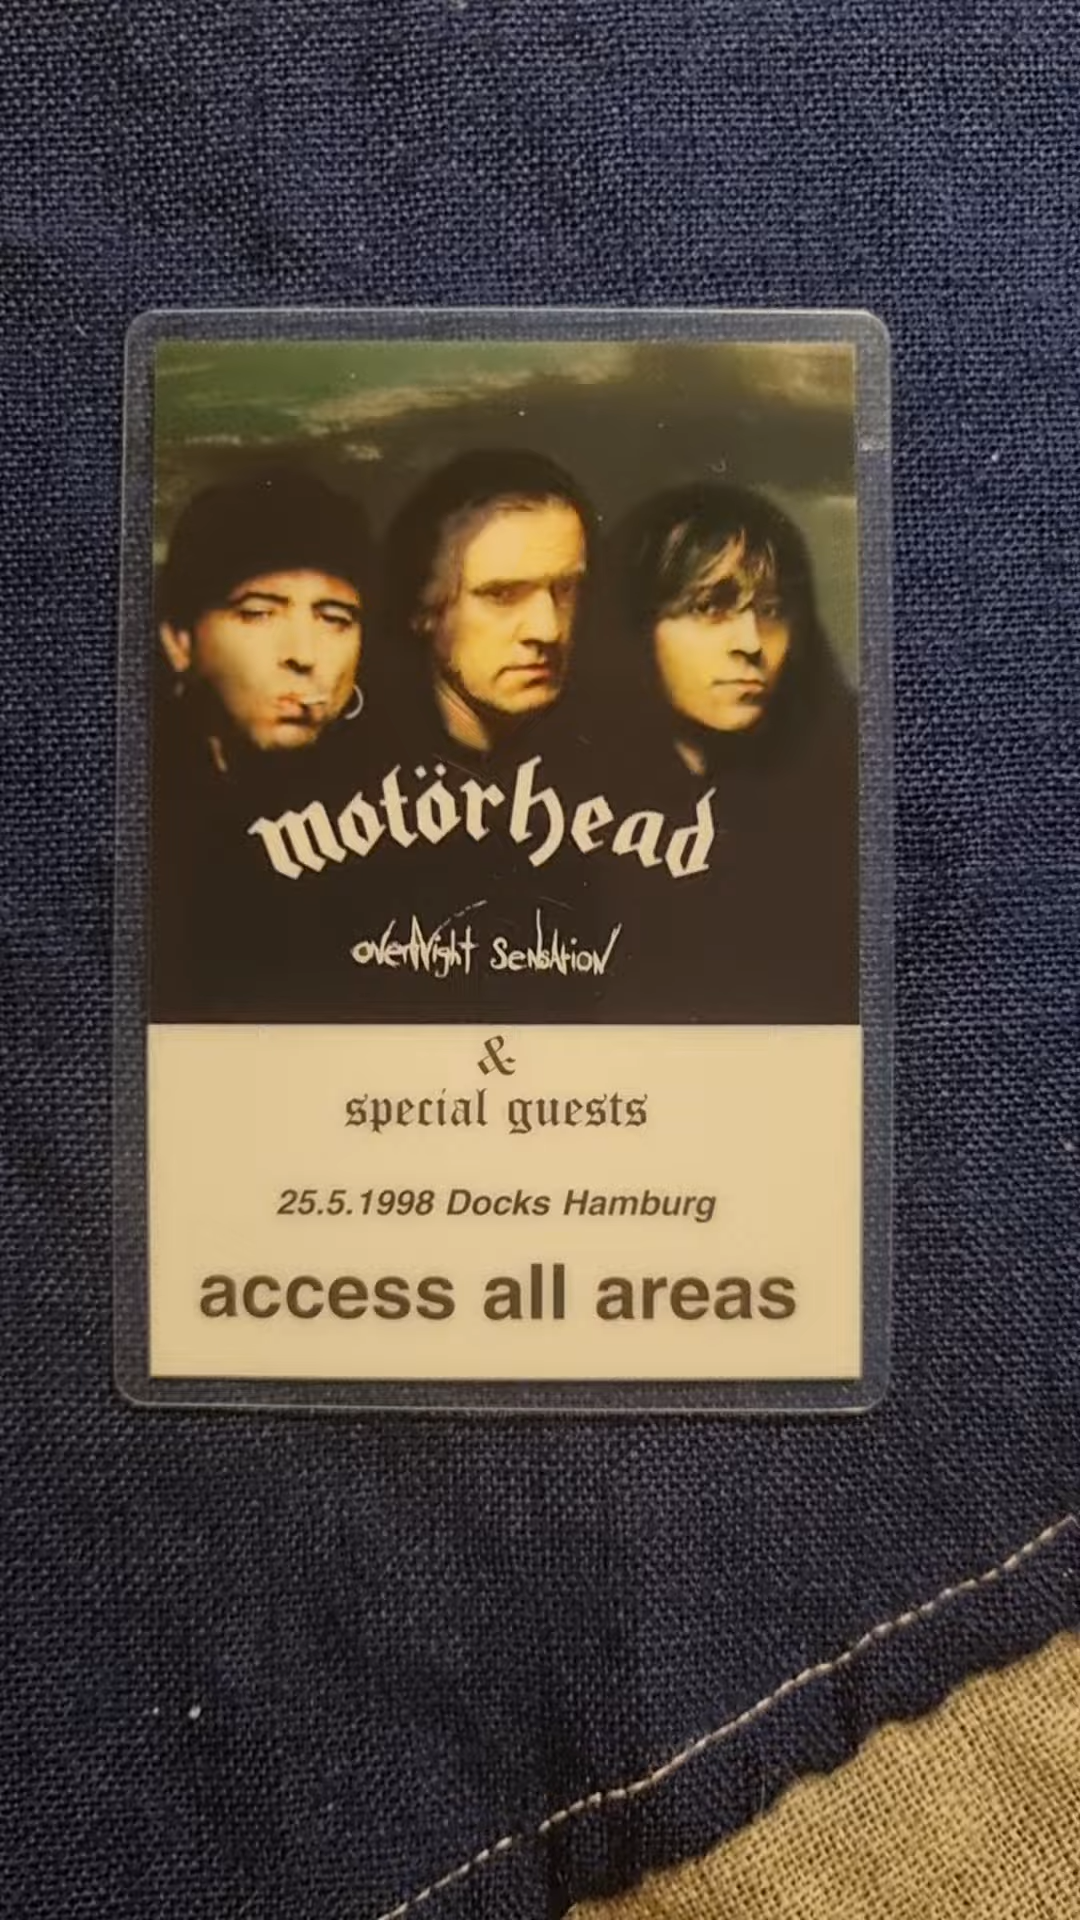 motörhead
overnight sensation
&
special guests
25.5.1998 Docks Hamburg
access all areas